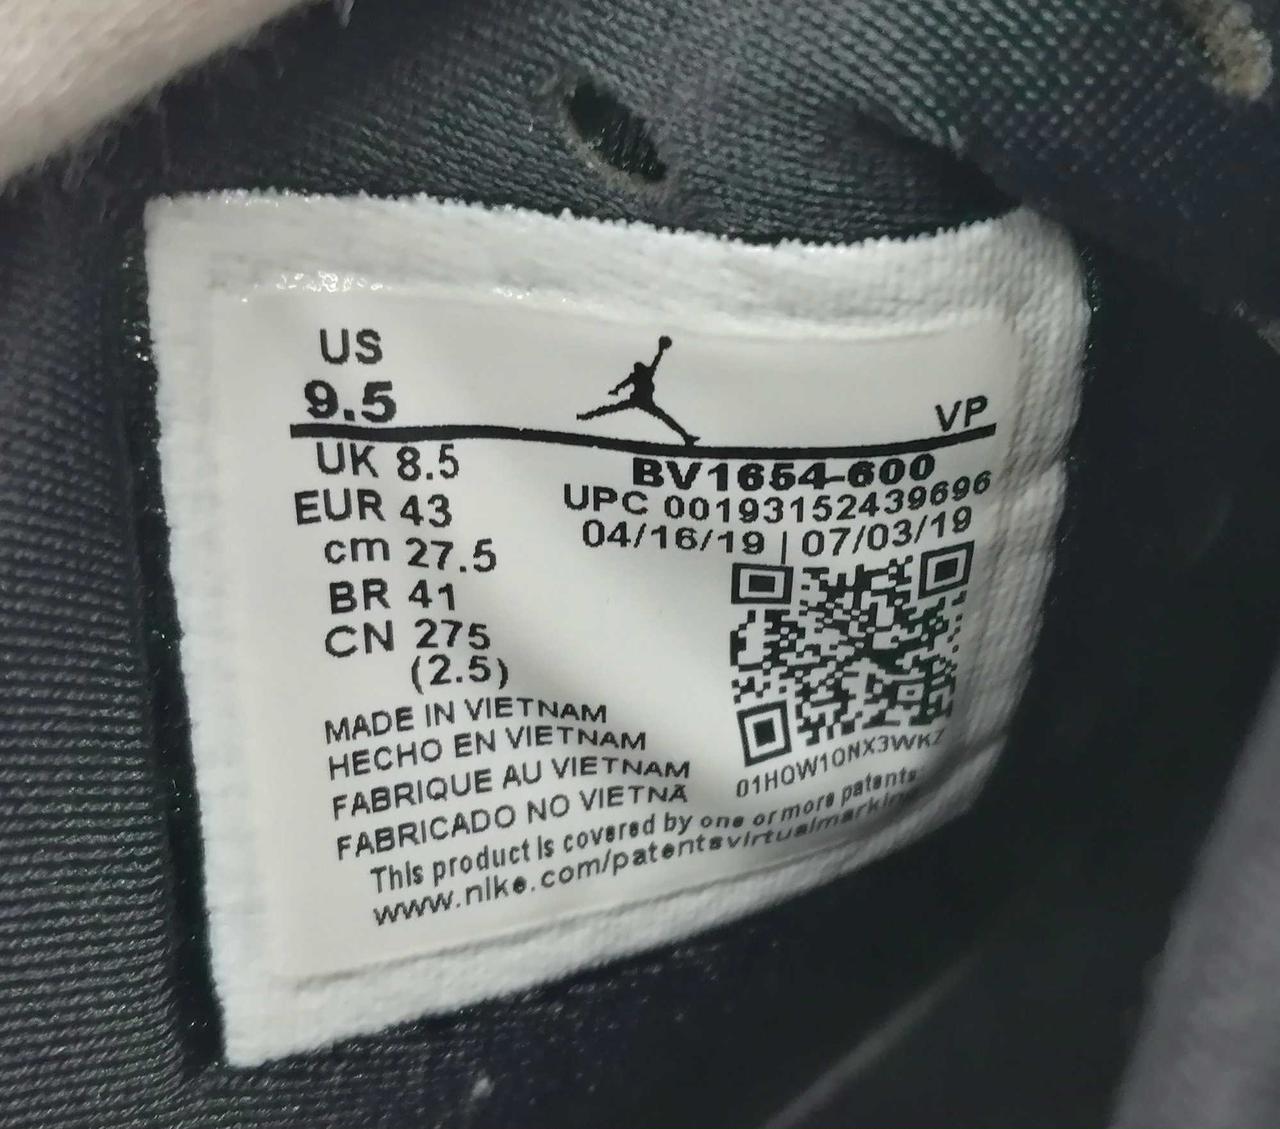 US
9.5
VP
UK 8.5
BV1654-600
EUR 43
UPC 00193152439696
cm 27.5
04/16/19 | 07/03/19
BR 41
CN 275
(2.5)
MADE IN VIETNAM
HECHO EN VIETNAM
FABRIQUE AU VIETNAM
FABRICADO NO VIETNÃ
01H0W10NX3WKZ
This product is covered by one or more patents
www.nike.com/patentsvirtualmarking